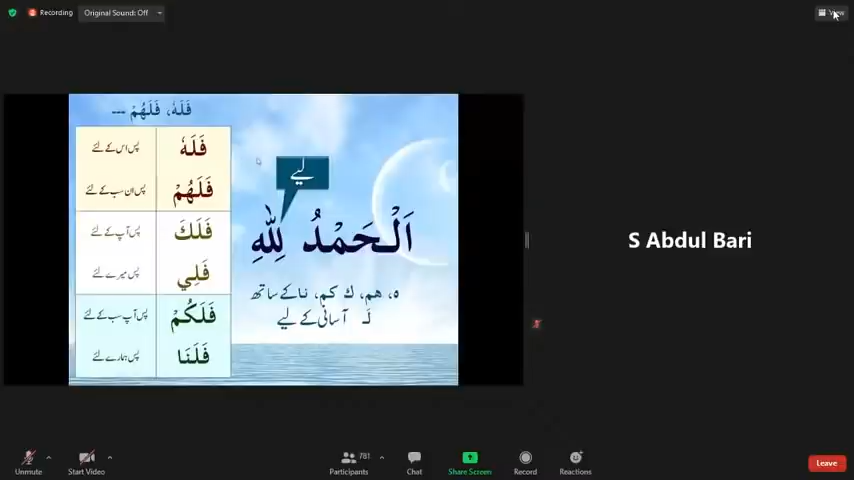 Recording
Original Sound: Off
View
فَلَهٗ، فَلَهُمْ ---
فَلَهٗ پس اس کے لئے
فَلَهُمْ پس ان سب کے لئے
فَلَكَ پس آپ کے لئے
فَلِي پس میرے لئے
فَلَكُمْ پس آپ سب کے لئے
فَلَنَا پس ہمارے لئے
لیے
اَلْحَمْدُ لِلّٰهِ
ه، هم، ك كم، نا کے ساتھ
لَـ آسانی کے لیے
S Abdul Bari
Unmute
Start Video
781
Participants
Chat
Share Screen
Record
Reactions
Leave